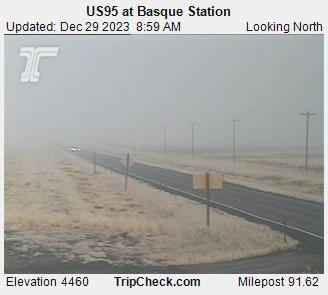 US95 at Basque Station
Updated: Dec 29 2023 8:59 AM Looking North
Elevation 4460 TripCheck.com Milepost 91.62